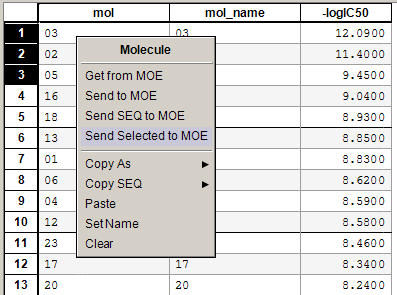 mol mol_name -logIC50
1 03 03 12.0900
2 02 11.4000
3 05 9.4500
4 16 9.0400
5 18 8.9300
6 13 8.8500
7 01 8.8300
8 06 8.6200
9 04 8.5900
10 12 8.5800
11 23 8.4600
12 17 17 8.3400
13 20 20 8.2400
Molecule
Get from MOE
Send to MOE
Send SEQ to MOE
Send Selected to MOE
Copy As
Copy SEQ
Paste
Set Name
Clear